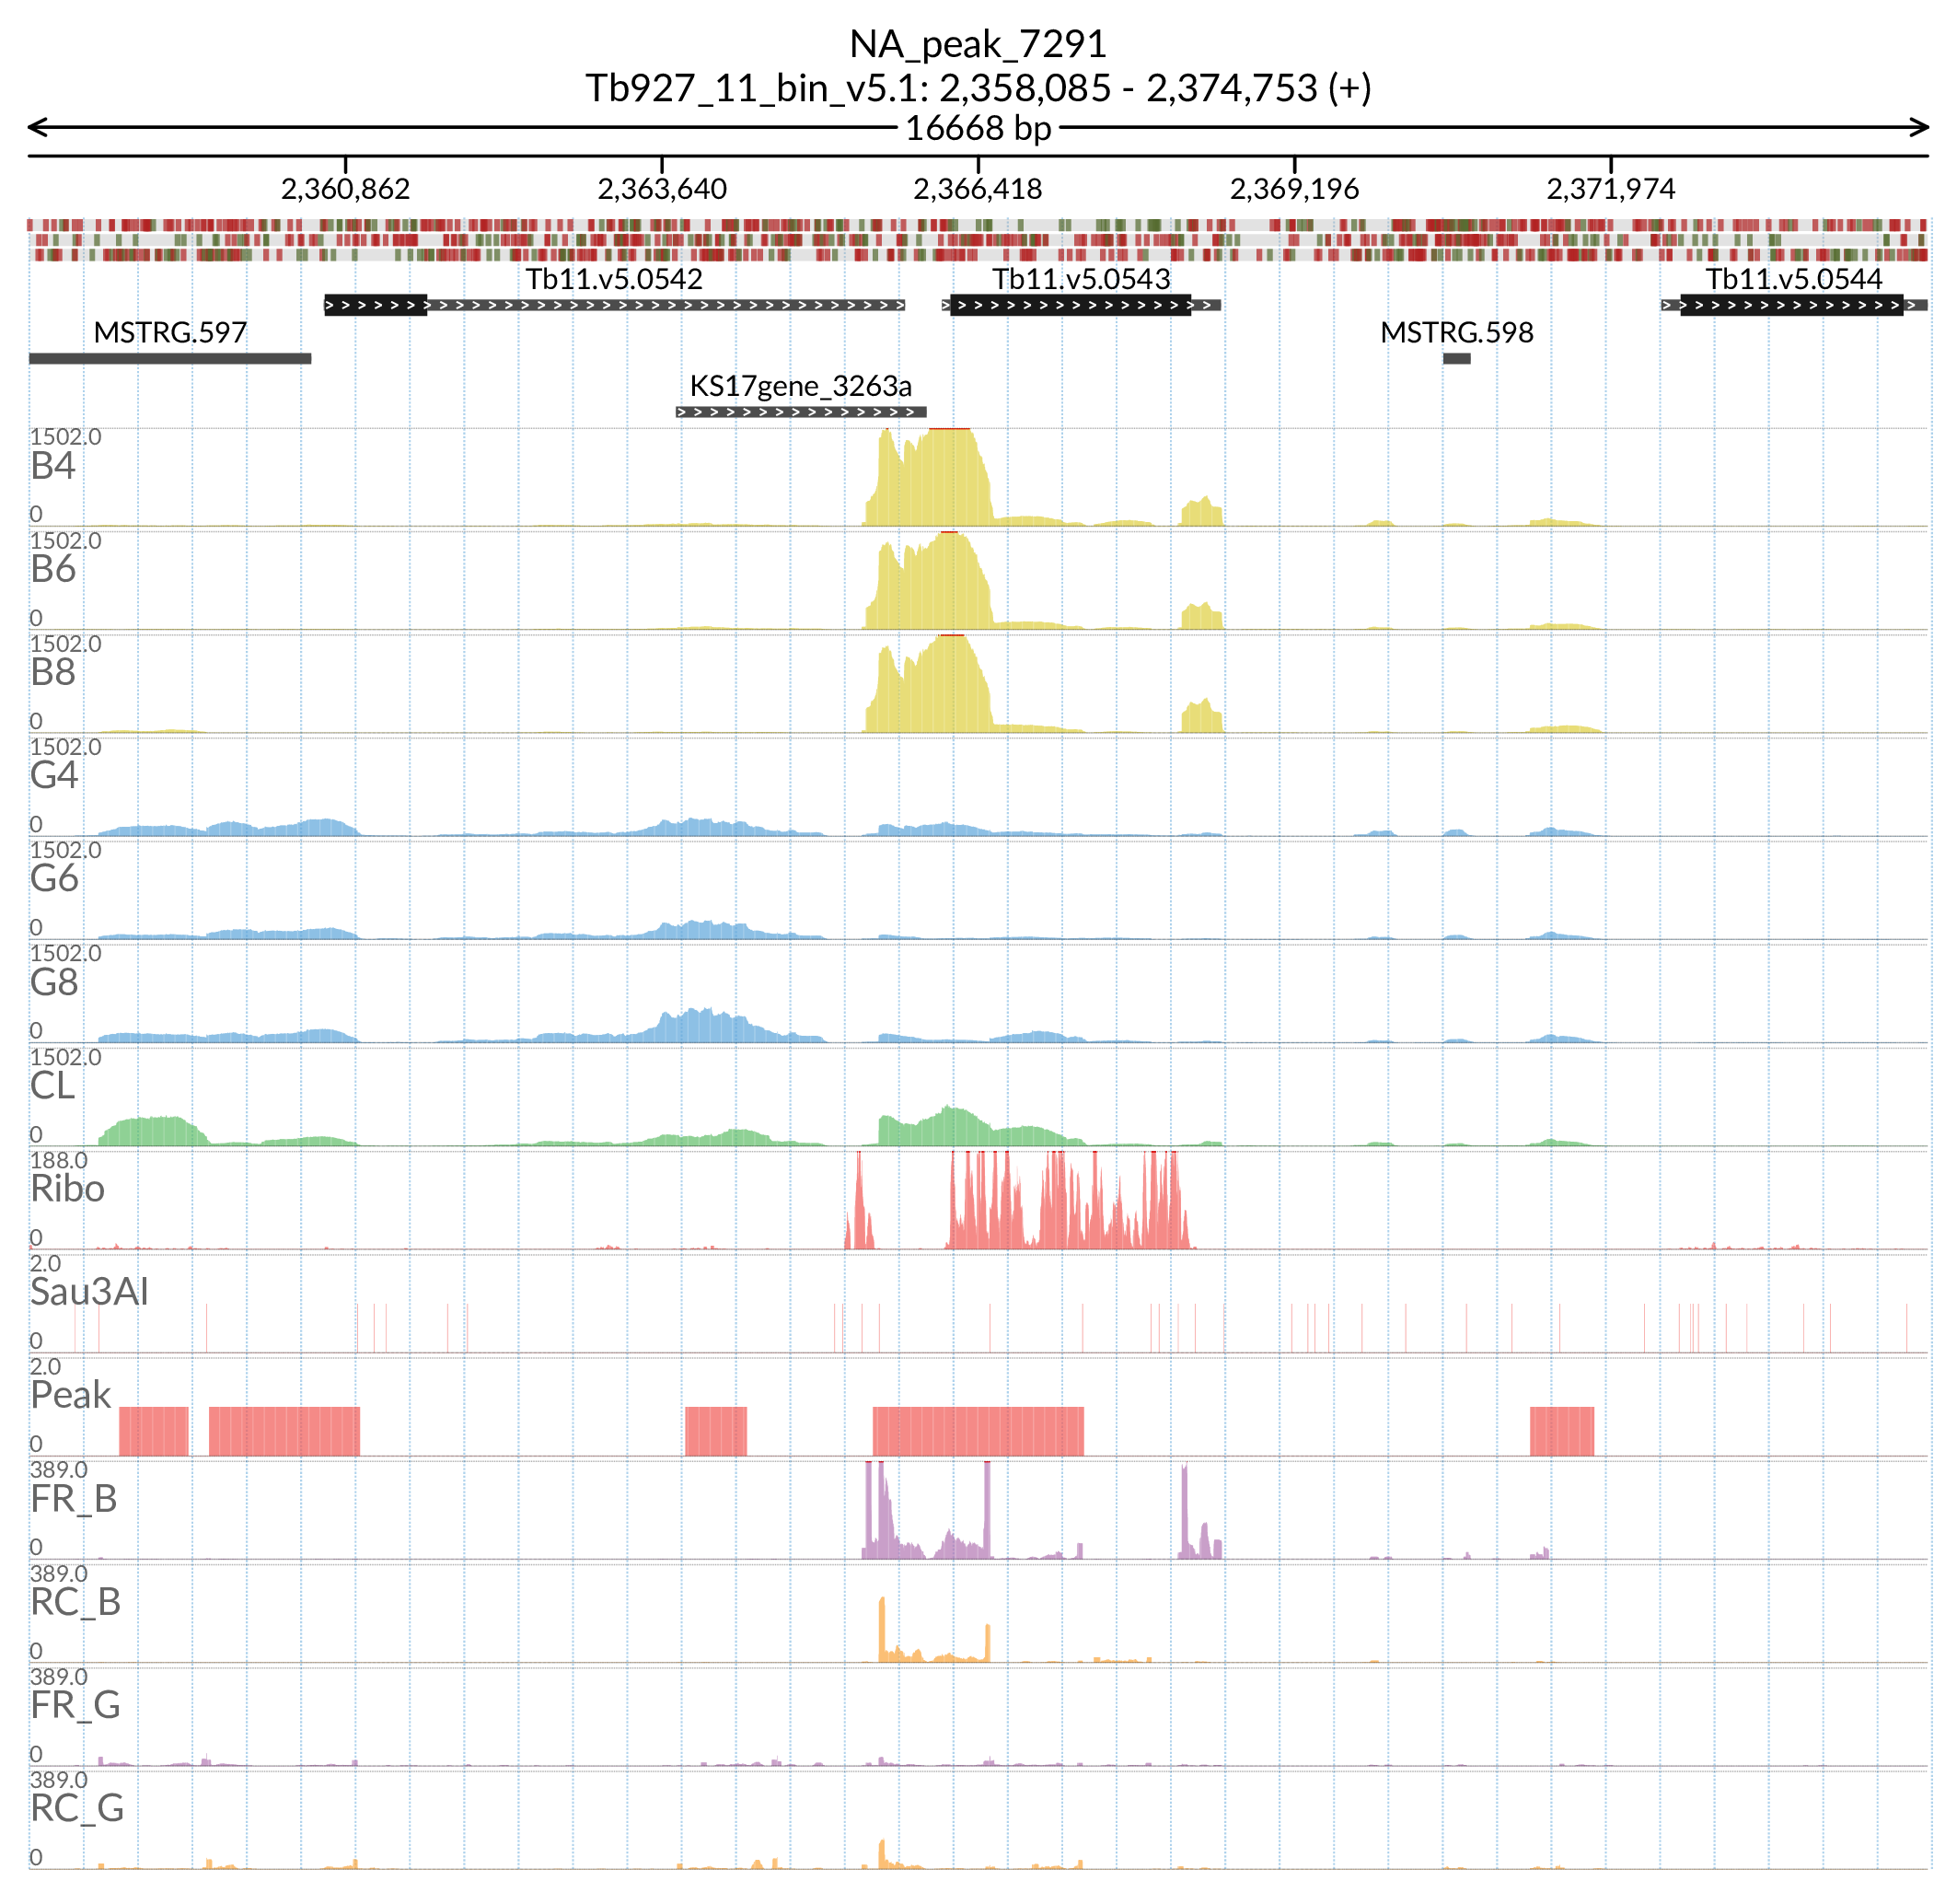 NA_peak_7291
Tb927_11_bin_v5.1: 2,358,085 - 2,374,753 (+)
16668 bp
2,360,862 2,363,640 2,366,418 2,369,196 2,371,974
Tb11.v5.0542 Tb11.v5.0543 Tb11.v5.0544
MSTRG.597 MSTRG.598
KS17gene_3263a
1502.0
B4
0
1502.0
B6
0
1502.0
B8
0
1502.0
G4
0
1502.0
G6
0
1502.0
G8
0
1502.0
CL
0
188.0
Ribo
0
2.0
Sau3AI
0
2.0
Peak
0
389.0
FR_B
0
389.0
RC_B
0
389.0
FR_G
0
389.0
RC_G
0